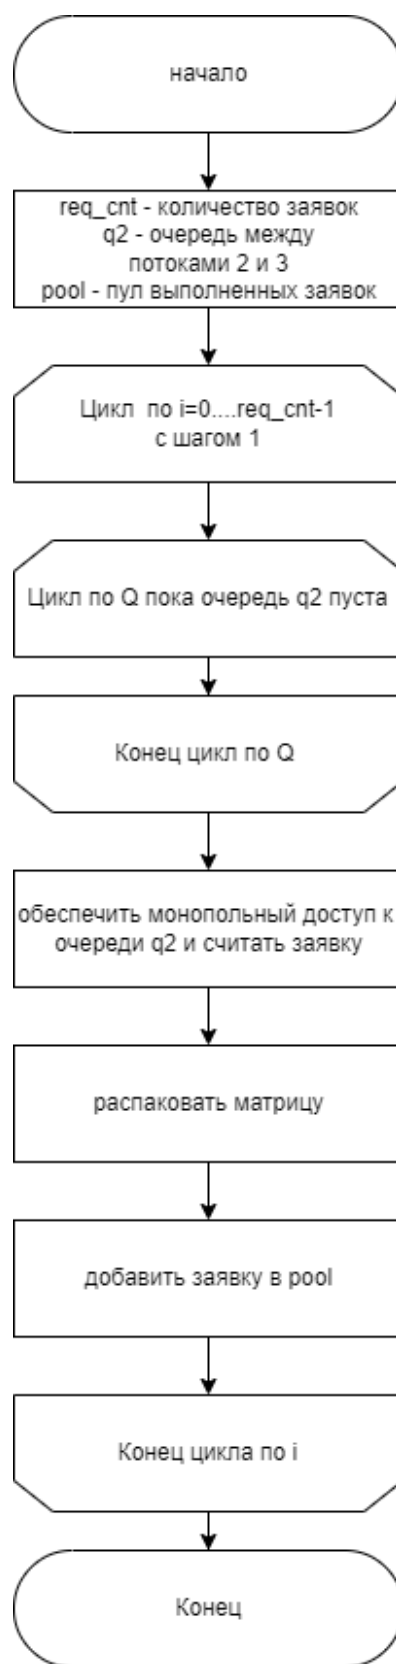 начало
req_cnt - количество заявок
q2 - очередь между
потоками 2 и 3
pool - пул выполненных заявок
Цикл  по i=0....req_cnt-1
с шагом 1
Цикл по Q пока очередь q2 пуста
Конец цикл по Q
обеспечить монопольный доступ к
очереди q2 и считать заявку
распаковать матрицу
добавить заявку в pool
Конец цикла по i
Конец